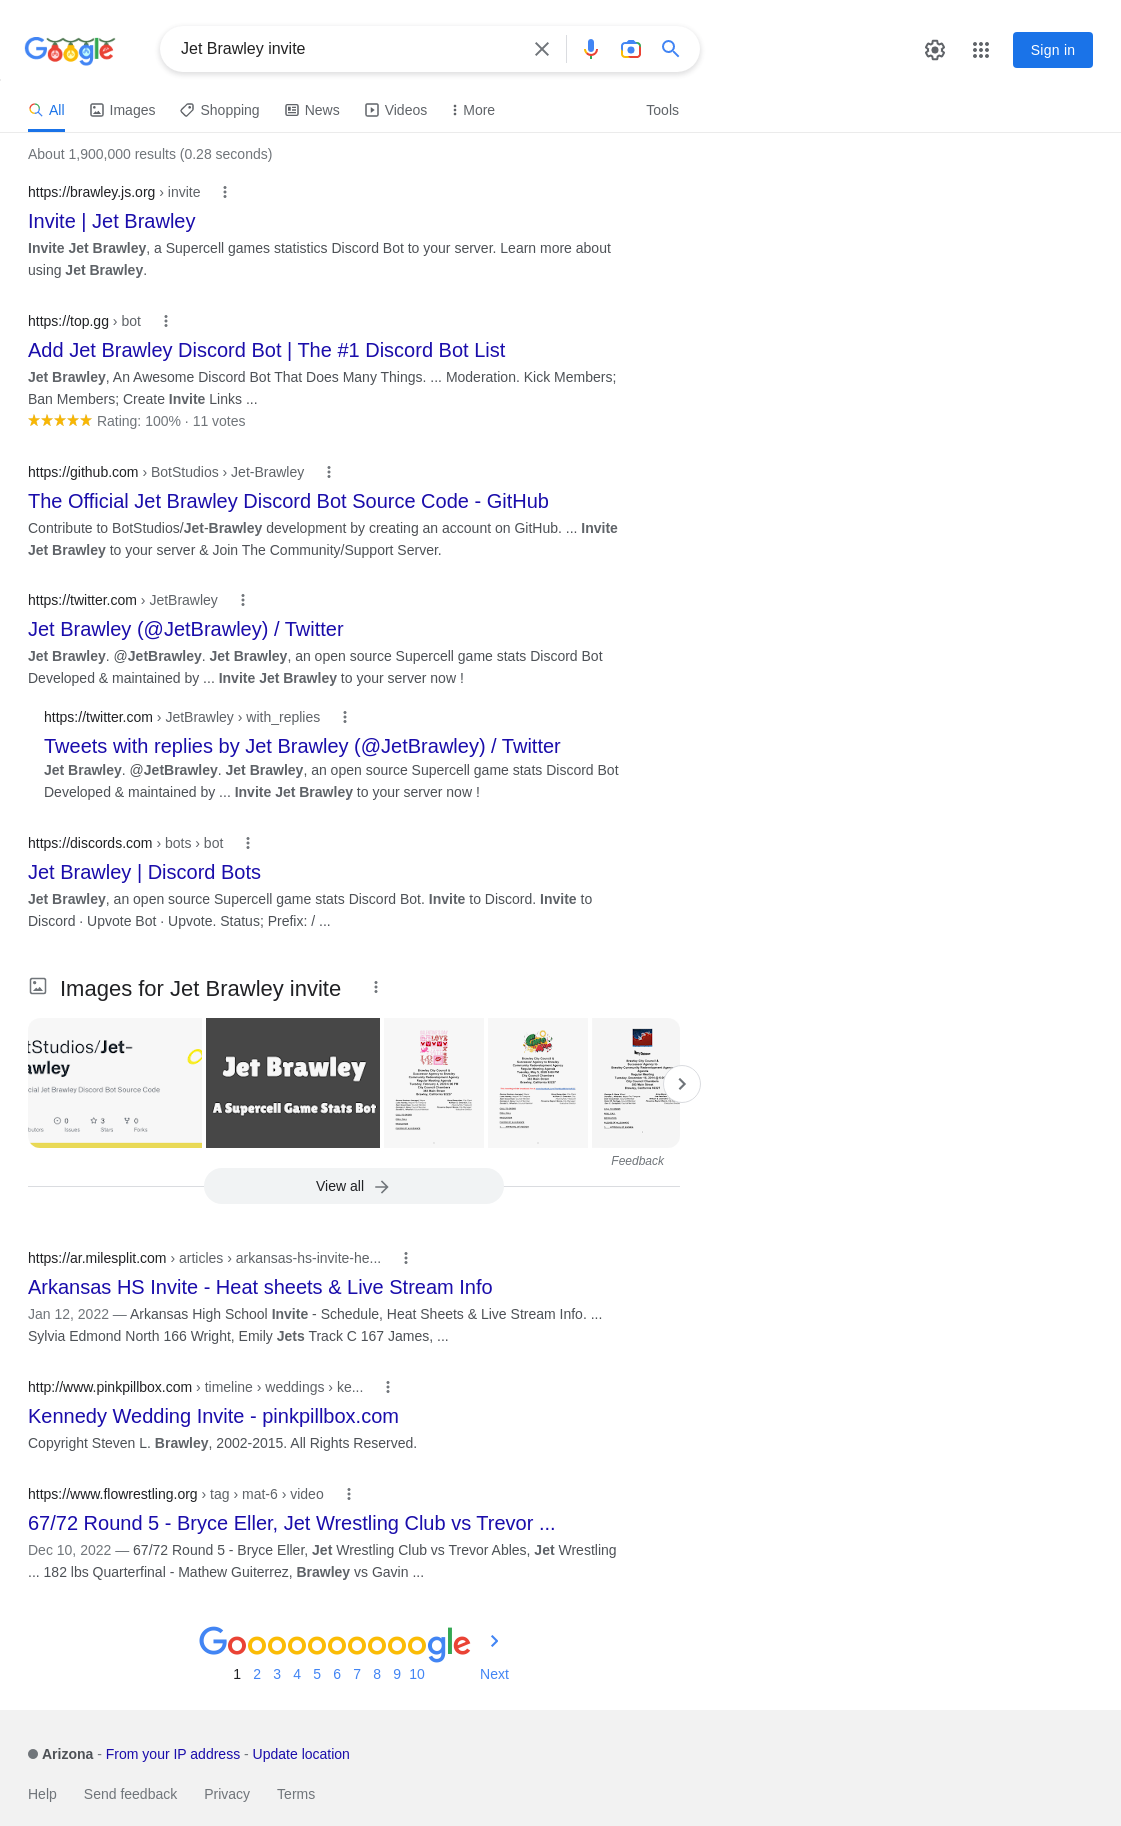 Google
Jet Brawley invite
Sign in
All
Images
Shopping
News
Videos
More
Tools
About 1,900,000 results (0.28 seconds)
https://brawley.js.org › invite
Invite | Jet Brawley
Invite Jet Brawley, a Supercell games statistics Discord Bot to your server. Learn more about
using Jet Brawley.
https://top.gg › bot
Add Jet Brawley Discord Bot | The #1 Discord Bot List
Jet Brawley, An Awesome Discord Bot That Does Many Things. ... Moderation. Kick Members;
Ban Members; Create Invite Links ...
Rating: 100% · 11 votes
https://github.com › BotStudios › Jet-Brawley
The Official Jet Brawley Discord Bot Source Code - GitHub
Contribute to BotStudios/Jet-Brawley development by creating an account on GitHub. ... Invite
Jet Brawley to your server & Join The Community/Support Server.
https://twitter.com › JetBrawley
Jet Brawley (@JetBrawley) / Twitter
Jet Brawley. @JetBrawley. Jet Brawley, an open source Supercell game stats Discord Bot
Developed & maintained by ... Invite Jet Brawley to your server now !
https://twitter.com › JetBrawley › with_replies
Tweets with replies by Jet Brawley (@JetBrawley) / Twitter
Jet Brawley. @JetBrawley. Jet Brawley, an open source Supercell game stats Discord Bot
Developed & maintained by ... Invite Jet Brawley to your server now !
https://discords.com › bots › bot
Jet Brawley | Discord Bots
Jet Brawley, an open source Supercell game stats Discord Bot. Invite to Discord. Invite to
Discord · Upvote Bot · Upvote. Status; Prefix: / ...
Images for Jet Brawley invite
tStudios/Jet-
awley
cial Jet Brawley Discord Bot Source Code
0
3
0
Issues
Stars
Forks
Jet Brawley
A Supercell Game Stats Bot
Feedback
View all
https://ar.milesplit.com › articles › arkansas-hs-invite-he...
Arkansas HS Invite - Heat sheets & Live Stream Info
Jan 12, 2022 — Arkansas High School Invite - Schedule, Heat Sheets & Live Stream Info. ...
Sylvia Edmond North 166 Wright, Emily Jets Track C 167 James, ...
http://www.pinkpillbox.com › timeline › weddings › ke...
Kennedy Wedding Invite - pinkpillbox.com
Copyright Steven L. Brawley, 2002-2015. All Rights Reserved.
https://www.flowrestling.org › tag › mat-6 › video
67/72 Round 5 - Bryce Eller, Jet Wrestling Club vs Trevor ...
Dec 10, 2022 — 67/72 Round 5 - Bryce Eller, Jet Wrestling Club vs Trevor Ables, Jet Wrestling
... 182 lbs Quarterfinal - Mathew Guiterrez, Brawley vs Gavin ...
Goooooooooogle
1 2 3 4 5 6 7 8 9 10 Next
Arizona - From your IP address - Update location
Help
Send feedback
Privacy
Terms